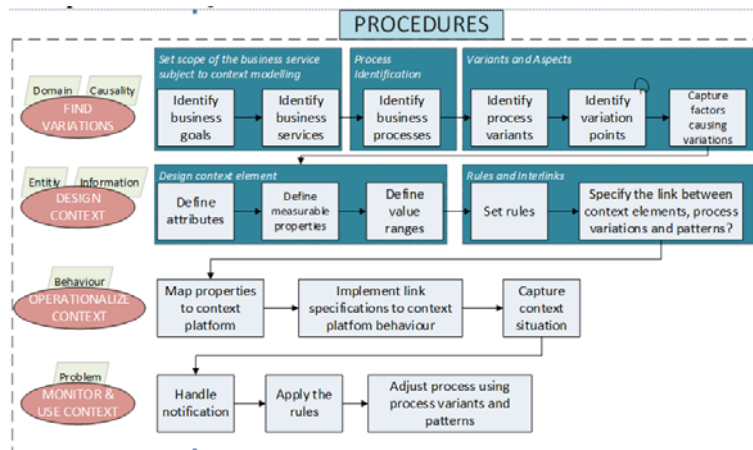 PROCEDURES
Set scope of the business service
subject to context modelling
Process
Identification
Variants and Aspects
Domain
Causality
FIND
VARIATIONS
Identify
business
goals
Identify
business
services
Identify
business
processes
Identify
process
variants
Identify
variation
points
Capture
factors
causing
variations
Entitiy
Information
DESIGN
CONTEXT
Design context element
Define
attributes
Define
measurable
properties
Define
value
ranges
Rules and Interlinks
Set rules
Specify the link between
context elements, process
variations and patterns?
Behaviour
OPERATIONALIZE
CONTEXT
Map properties
to context
platform
Implement link
specifications to context
platfom behaviour
Capture
context
situation
Problem
MONITOR &
USE CONTEXT
Handle
notification
Apply the
rules
Adjust process using
process variants and
patterns